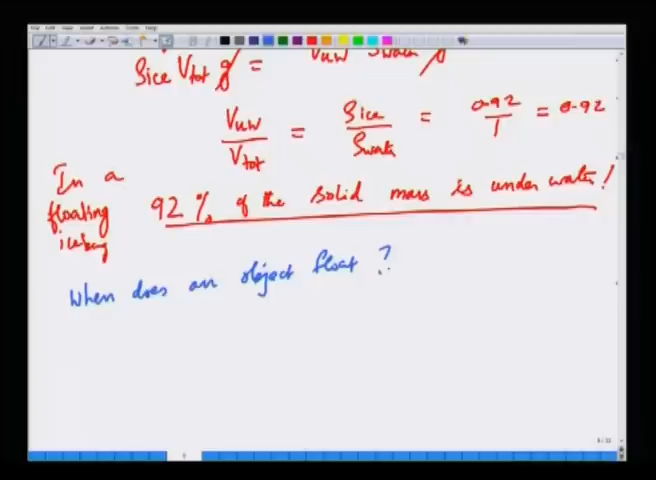 ρice Vtot g = Vuw ρwater g
Vuw / Vtot = ρice / ρwate = 0.92 / 1 = 0.92
In a
floating
iceberg
92 % of the solid mass is under water!
When does an object float ?